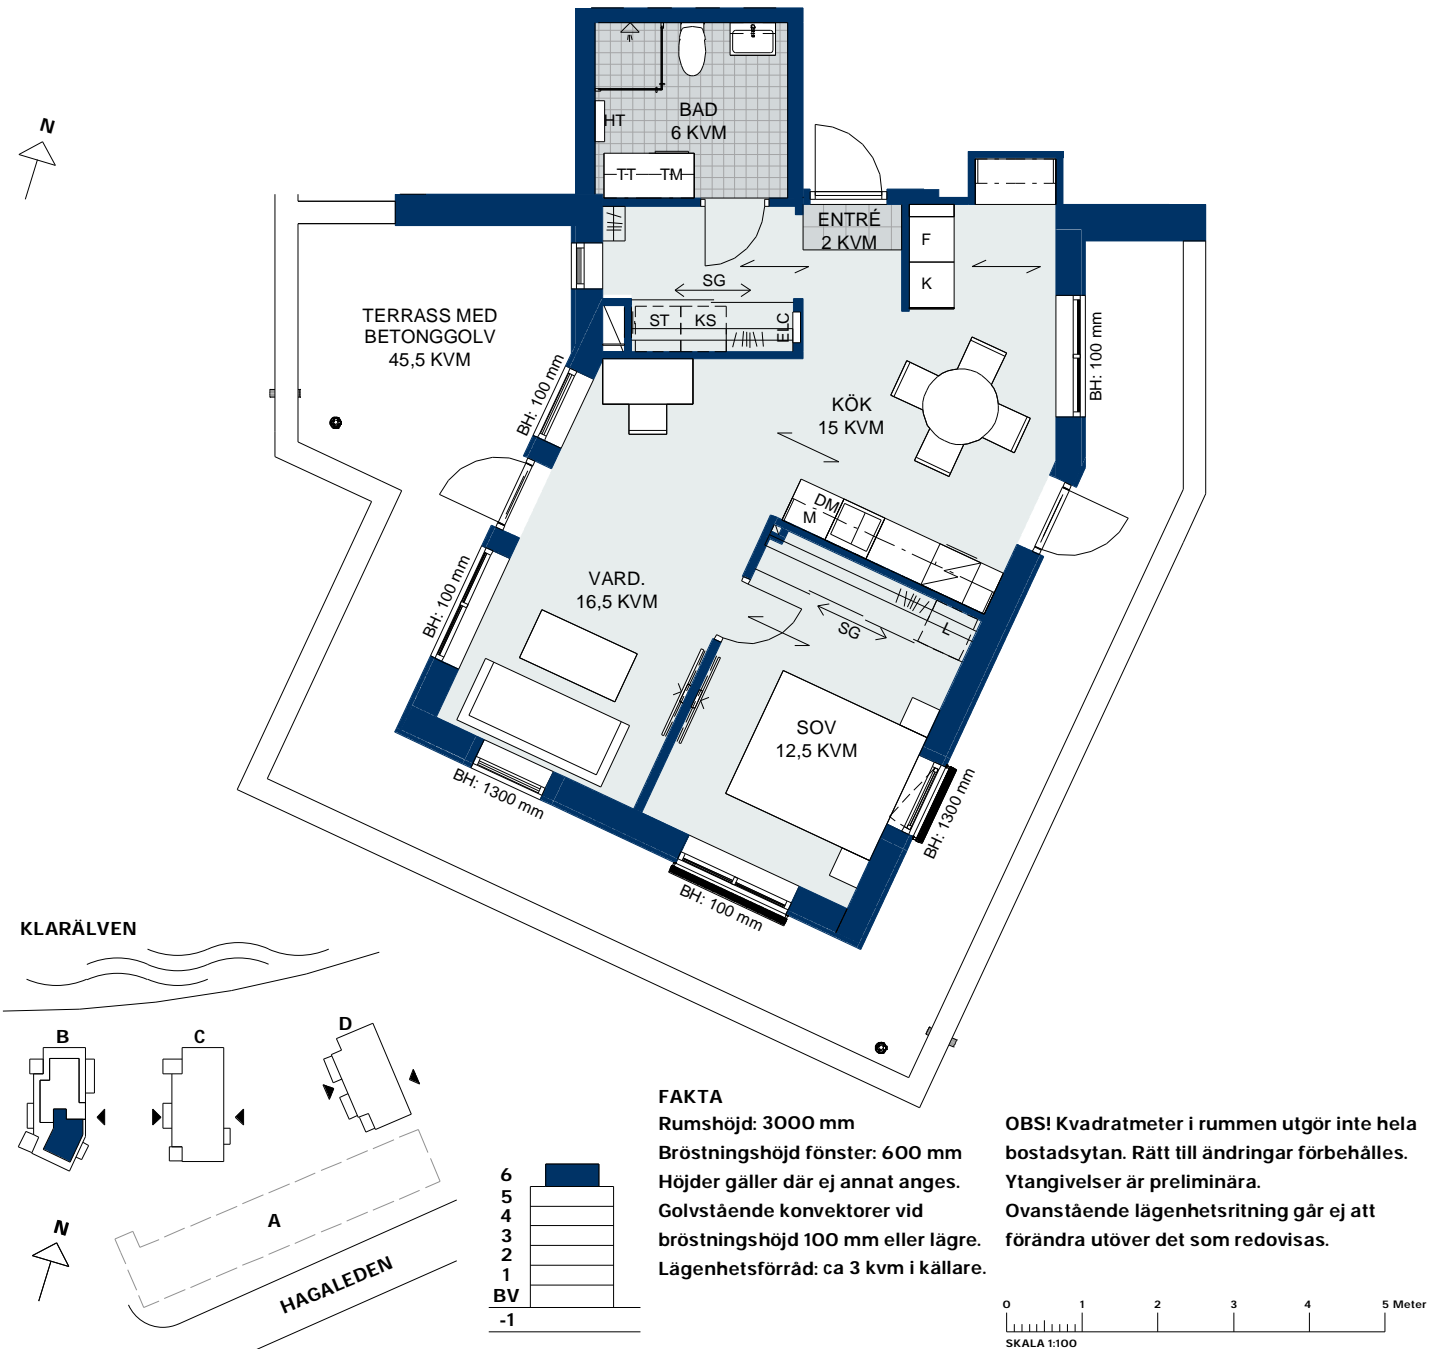 N
BAD
6 KVM
HT
TT
TM
ENTRÉ
2 KVM
F
K
SG
ST
KS
ELC
TERRASS MED
BETONGGOLV
45,5 KVM
BH: 100 mm
BH: 100 mm
KÖK
15 KVM
DM
M
BH: 100 mm
VARD.
16,5 KVM
SG
L
SOV
12,5 KVM
BH: 1300 mm
BH: 1300 mm
BH: 100 mm
KLARÄLVEN
B
C
D
A
N
HAGALEDEN
6
5
4
3
2
1
BV
-1
FAKTA
Rumshöjd: 3000 mm
Bröstningshöjd fönster: 600 mm
Höjder gäller där ej annat anges.
Golvstående konvektorer vid
bröstningshöjd 100 mm eller lägre.
Lägenhetsförråd: ca 3 kvm i källare.
OBS! Kvadratmeter i rummen utgör inte hela
bostadsytan. Rätt till ändringar förbehålles.
Ytangivelser är preliminära.
Ovanstående lägenhetsritning går ej att
förändra utöver det som redovisas.
0 1 2 3 4 5 Meter
SKALA 1:100